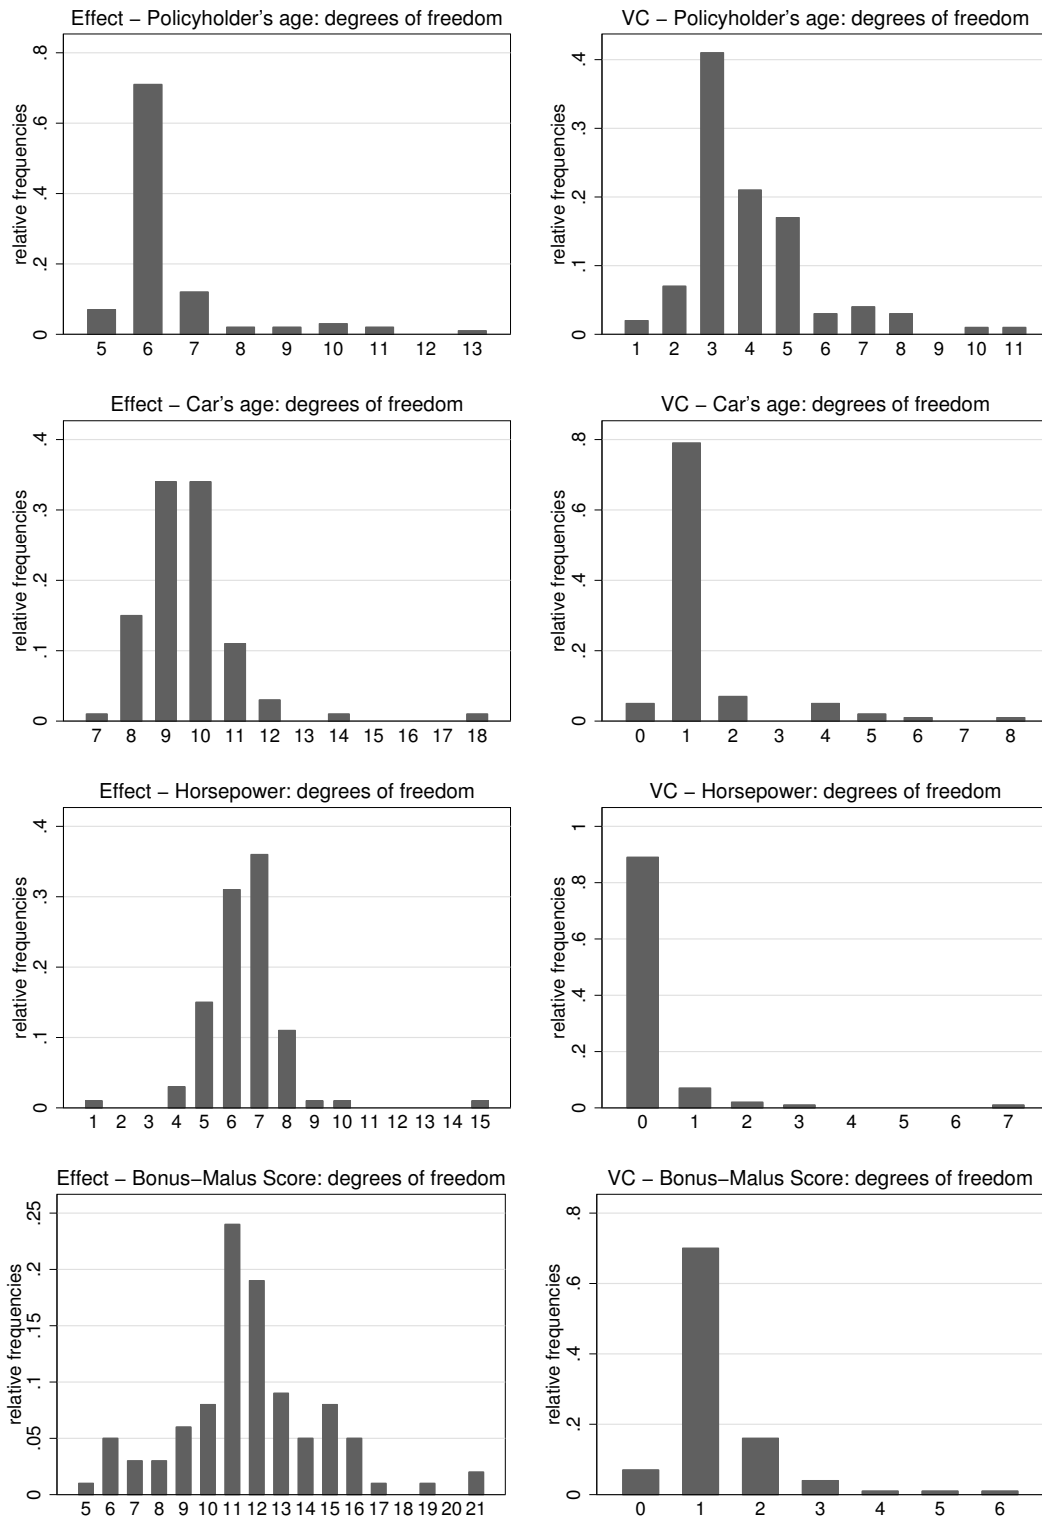 Effect − Policyholder's age: degrees of freedom
relative frequencies
0 .2 .4 .6 .8
5 6 7 8 9 10 11 12 13
VC − Policyholder's age: degrees of freedom
relative frequencies
0 .1 .2 .3 .4
1 2 3 4 5 6 7 8 9 10 11
Effect − Car's age: degrees of freedom
relative frequencies
0 .1 .2 .3 .4
7 8 9 10 11 12 13 14 15 16 17 18
VC − Car's age: degrees of freedom
relative frequencies
0 .2 .4 .6 .8
0 1 2 3 4 5 6 7 8
Effect − Horsepower: degrees of freedom
relative frequencies
0 .1 .2 .3 .4
1 2 3 4 5 6 7 8 9 10 11 12 13 14 15
VC − Horsepower: degrees of freedom
relative frequencies
0 .2 .4 .6 .8 1
0 1 2 3 4 5 6 7
Effect − Bonus−Malus Score: degrees of freedom
relative frequencies
0 .05 .1 .15 .2 .25
5 6 7 8 9 10 11 12 13 14 15 16 17 18 19 20 21
VC − Bonus−Malus Score: degrees of freedom
relative frequencies
0 .2 .4 .6 .8
0 1 2 3 4 5 6